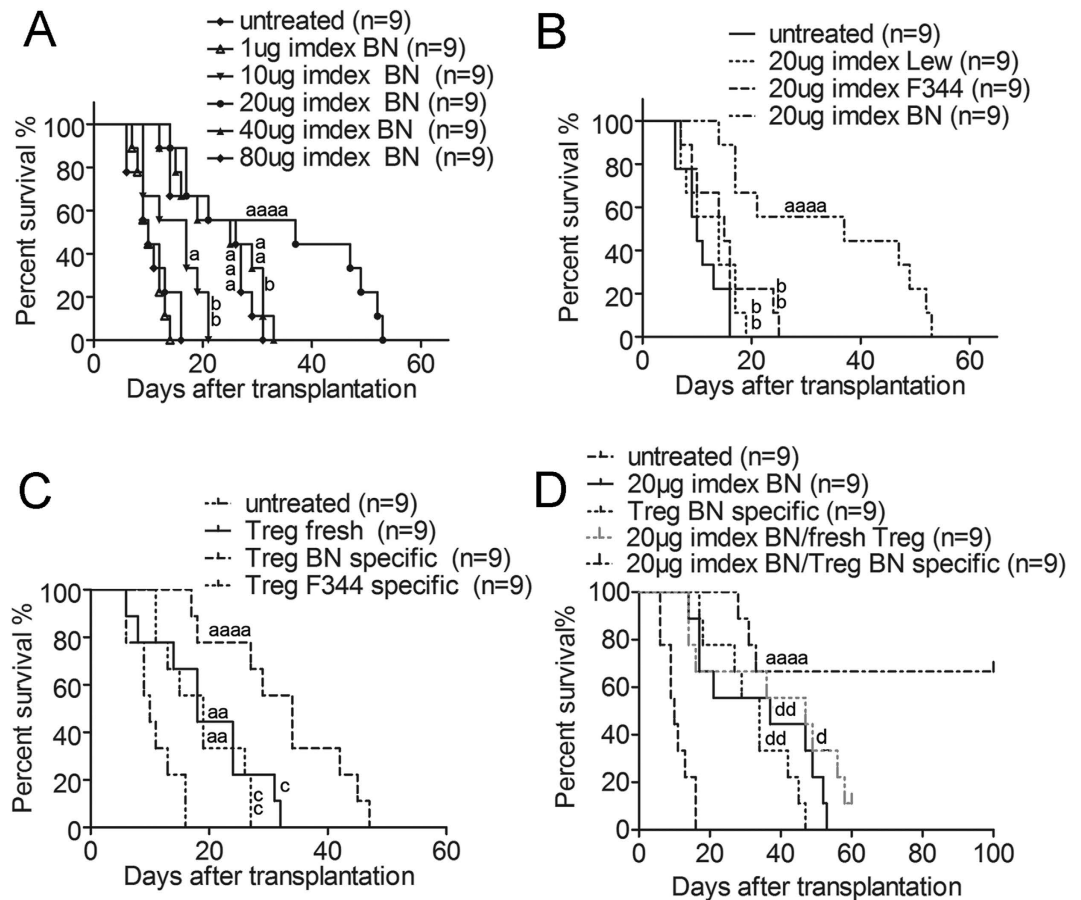 A
untreated (n=9)
1ug imdex BN (n=9)
10ug imdex BN (n=9)
20ug imdex BN (n=9)
40ug imdex BN (n=9)
80ug imdex BN (n=9)
Percent survival %
100
80
60
40
20
0
aaaa
a
a
a
a
a
a
b
b
b
0 20 40 60
Days after transplantation
B
untreated (n=9)
20ug imdex Lew (n=9)
20ug imdex F344 (n=9)
20ug imdex BN (n=9)
Percent survival %
100
80
60
40
20
0
aaaa
b
b
b
b
0 20 40 60
Days after transplantation
C
untreated (n=9)
Treg fresh (n=9)
Treg BN specific (n=9)
Treg F344 specific (n=9)
Percent survival %
100
80
60
40
20
0
aaaa
aa
aa
c
c
c
0 20 40 60
Days after transplantation
D
untreated (n=9)
20µg imdex BN (n=9)
Treg BN specific (n=9)
20µg imdex BN/fresh Treg (n=9)
20µg imdex BN/Treg BN specific (n=9)
Percent survival%
100
80
60
40
20
0
aaaa
dd
dd
d
0 20 40 60 80 100
Days after transplantation